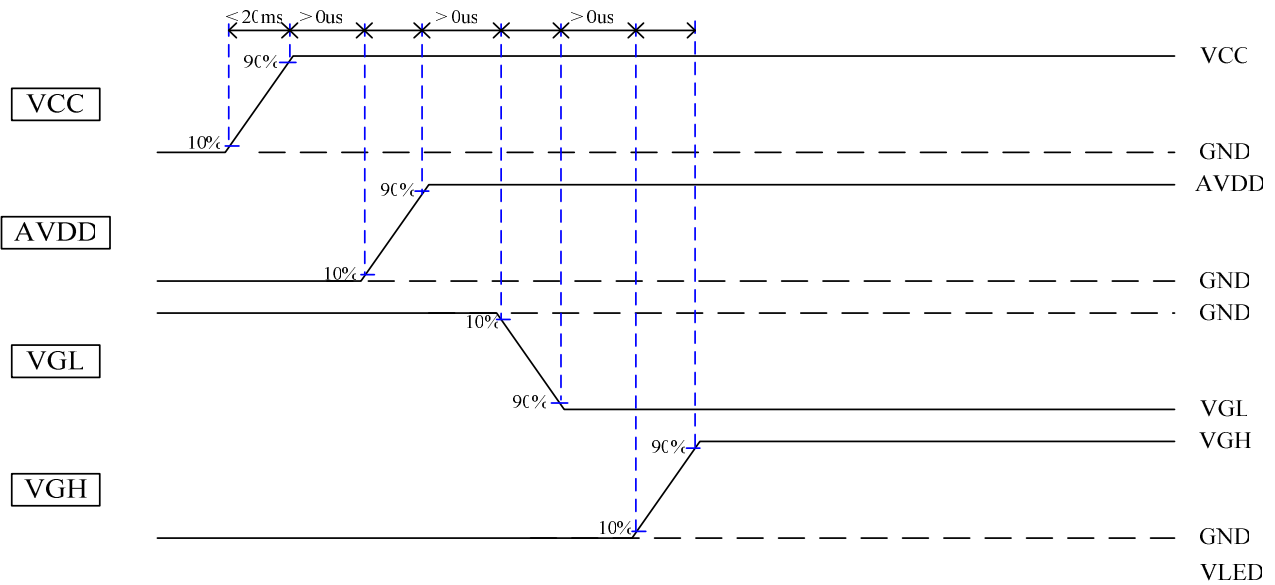 < 20ms > 0us > 0us > 0us
90% VCC
VCC
10% GND
90% AVDD
AVDD
10% GND
10% GND
VGL
90% VGL
90% VGH
VGH
10% GND
VLED